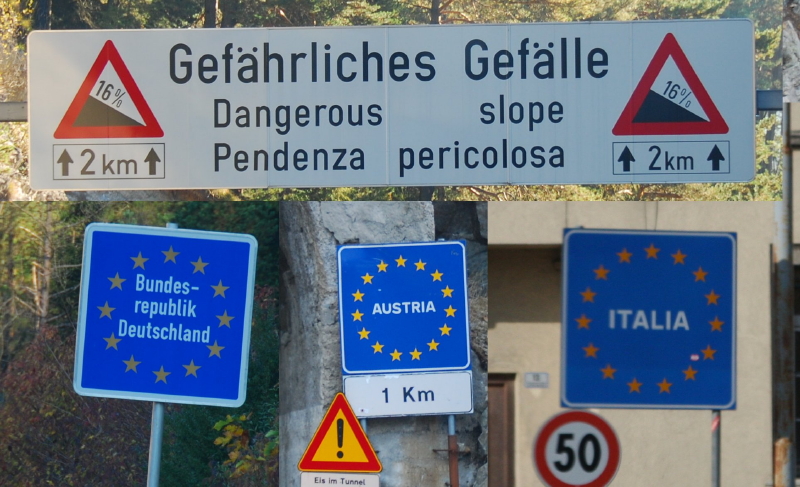 Gefährliches Gefälle
Dangerous slope
Pendenza pericolosa
16%
2 km
16%
2 km
Bundes-
republik
Deutschland
AUSTRIA
1 Km
!
Eis im Tunnel
ITALIA
50